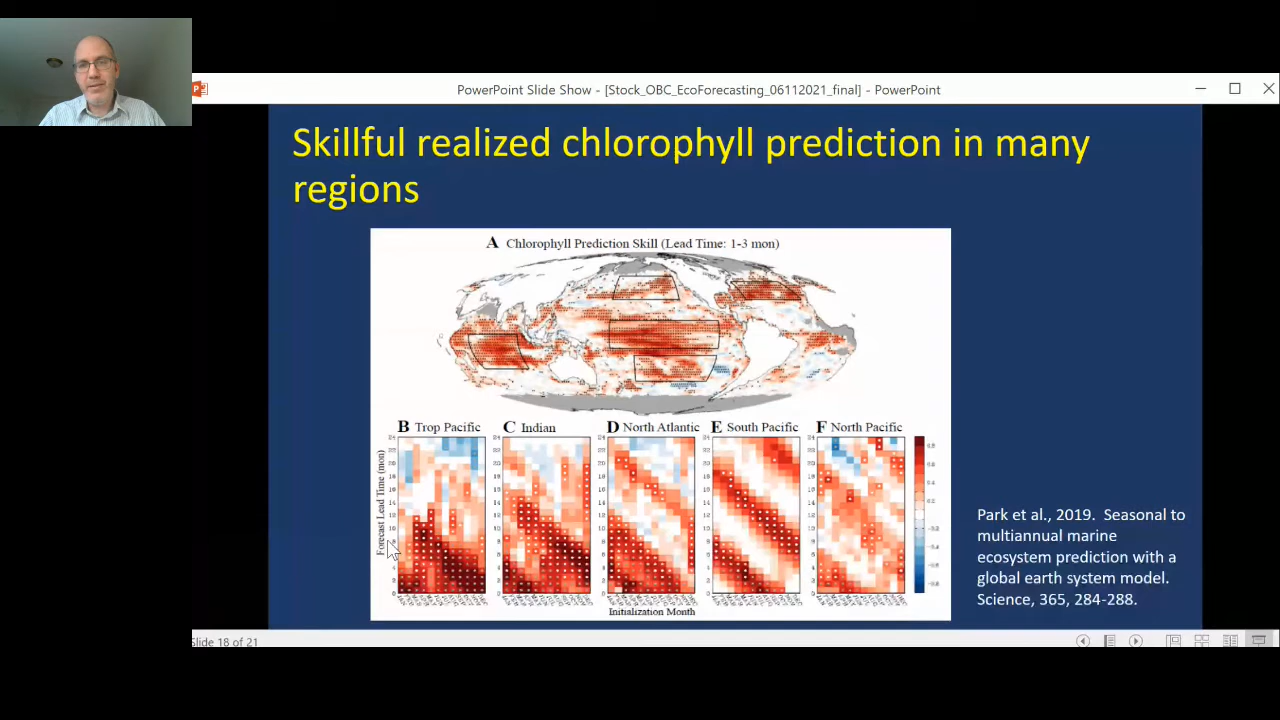 PowerPoint Slide Show - [Stock_OBC_EcoForecasting_06112021_final] - PowerPoint
Skillful realized chlorophyll prediction in many
regions
A Chlorophyll Prediction Skill (Lead Time: 1-3 mon)
B Trop Pacific
C Indian
D North Atlantic
E South Pacific
F North Pacific
Forecast Lead Time (mon)
Initialization Month
Park et al., 2019. Seasonal to
multiannual marine
ecosystem prediction with a
global earth system model.
Science, 365, 284-288.
Slide 18 of 21